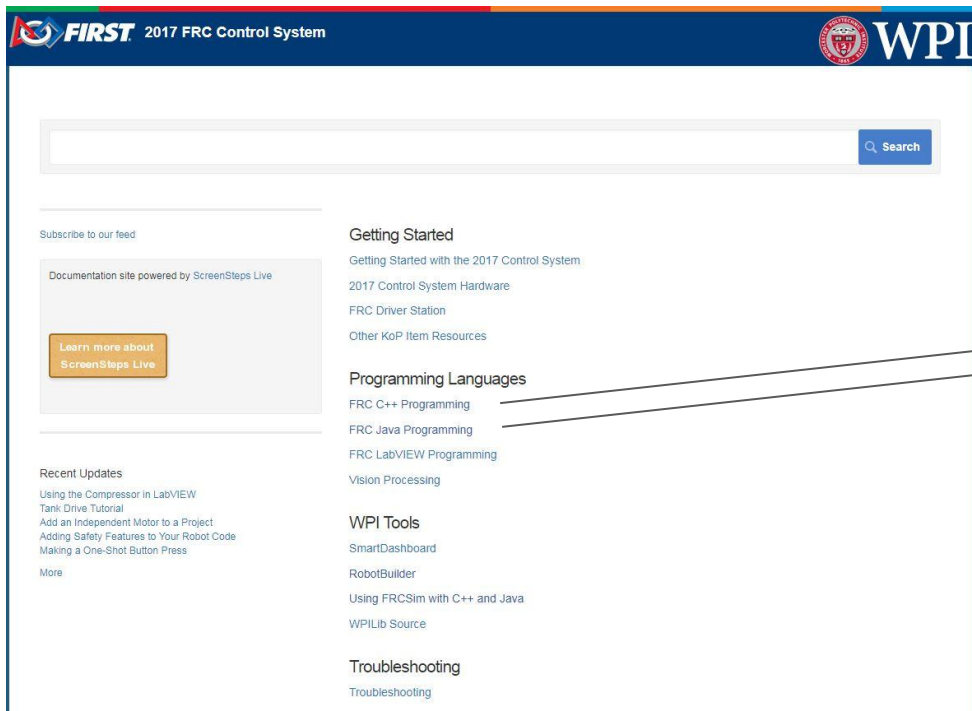 FIRST. 2017 FRC Control System
WPI
Search
Subscribe to our feed
Documentation site powered by ScreenSteps Live
Learn more about
ScreenSteps Live
Recent Updates
Using the Compressor in LabVIEW
Tank Drive Tutorial
Add an Independent Motor to a Project
Adding Safety Features to Your Robot Code
Making a One-Shot Button Press
More
Getting Started
Getting Started with the 2017 Control System
2017 Control System Hardware
FRC Driver Station
Other KoP Item Resources
Programming Languages
FRC C++ Programming
FRC Java Programming
FRC LabVIEW Programming
Vision Processing
WPI Tools
SmartDashboard
RobotBuilder
Using FRCSim with C++ and Java
WPILib Source
Troubleshooting
Troubleshooting